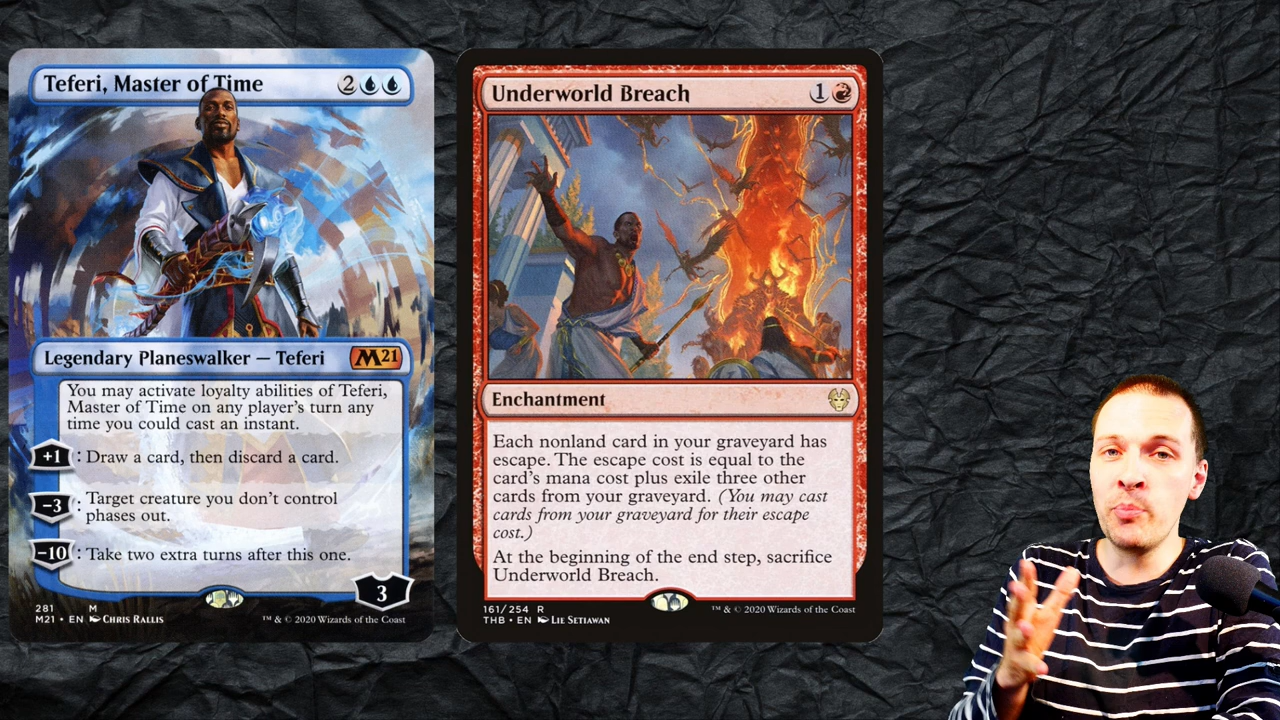 Teferi, Master of Time
2
Legendary Planeswalker — Teferi
M21
You may activate loyalty abilities of Teferi,
Master of Time on any player's turn any
time you could cast an instant.
+1 : Draw a card, then discard a card.
−3 : Target creature you don't control
phases out.
−10 : Take two extra turns after this one.
3
281 M
M21 • EN Chris Rallis
™ & © 2020 Wizards of the Coast
Underworld Breach
1
Enchantment
Each nonland card in your graveyard has
escape. The escape cost is equal to the
card's mana cost plus exile three other
cards from your graveyard. (You may cast
cards from your graveyard for their escape
cost.)
At the beginning of the end step, sacrifice
Underworld Breach.
161/254 R
THB • EN Lie Setiawan
™ & © 2020 Wizards of the Coast